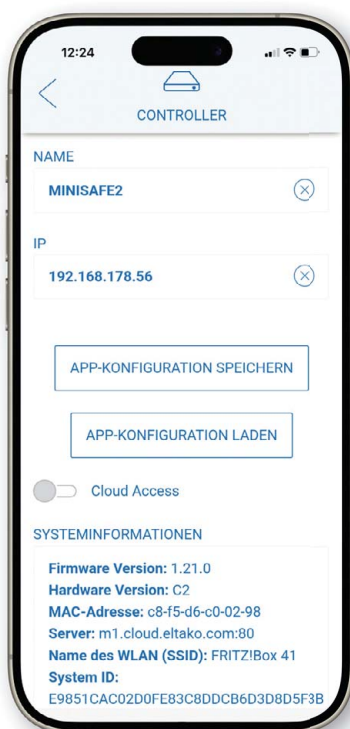 12:24
CONTROLLER
NAME
MINISAFE2
IP
192.168.178.56
APP-KONFIGURATION SPEICHERN
APP-KONFIGURATION LADEN
Cloud Access
SYSTEMINFORMATIONEN
Firmware Version: 1.21.0
Hardware Version: C2
MAC-Adresse: c8-f5-d6-c0-02-98
Server: m1.cloud.eltako.com:80
Name des WLAN (SSID): FRITZ!Box 41
System ID:
E9851CAC02D0FE83C8DDCB6D3D8D5F3B